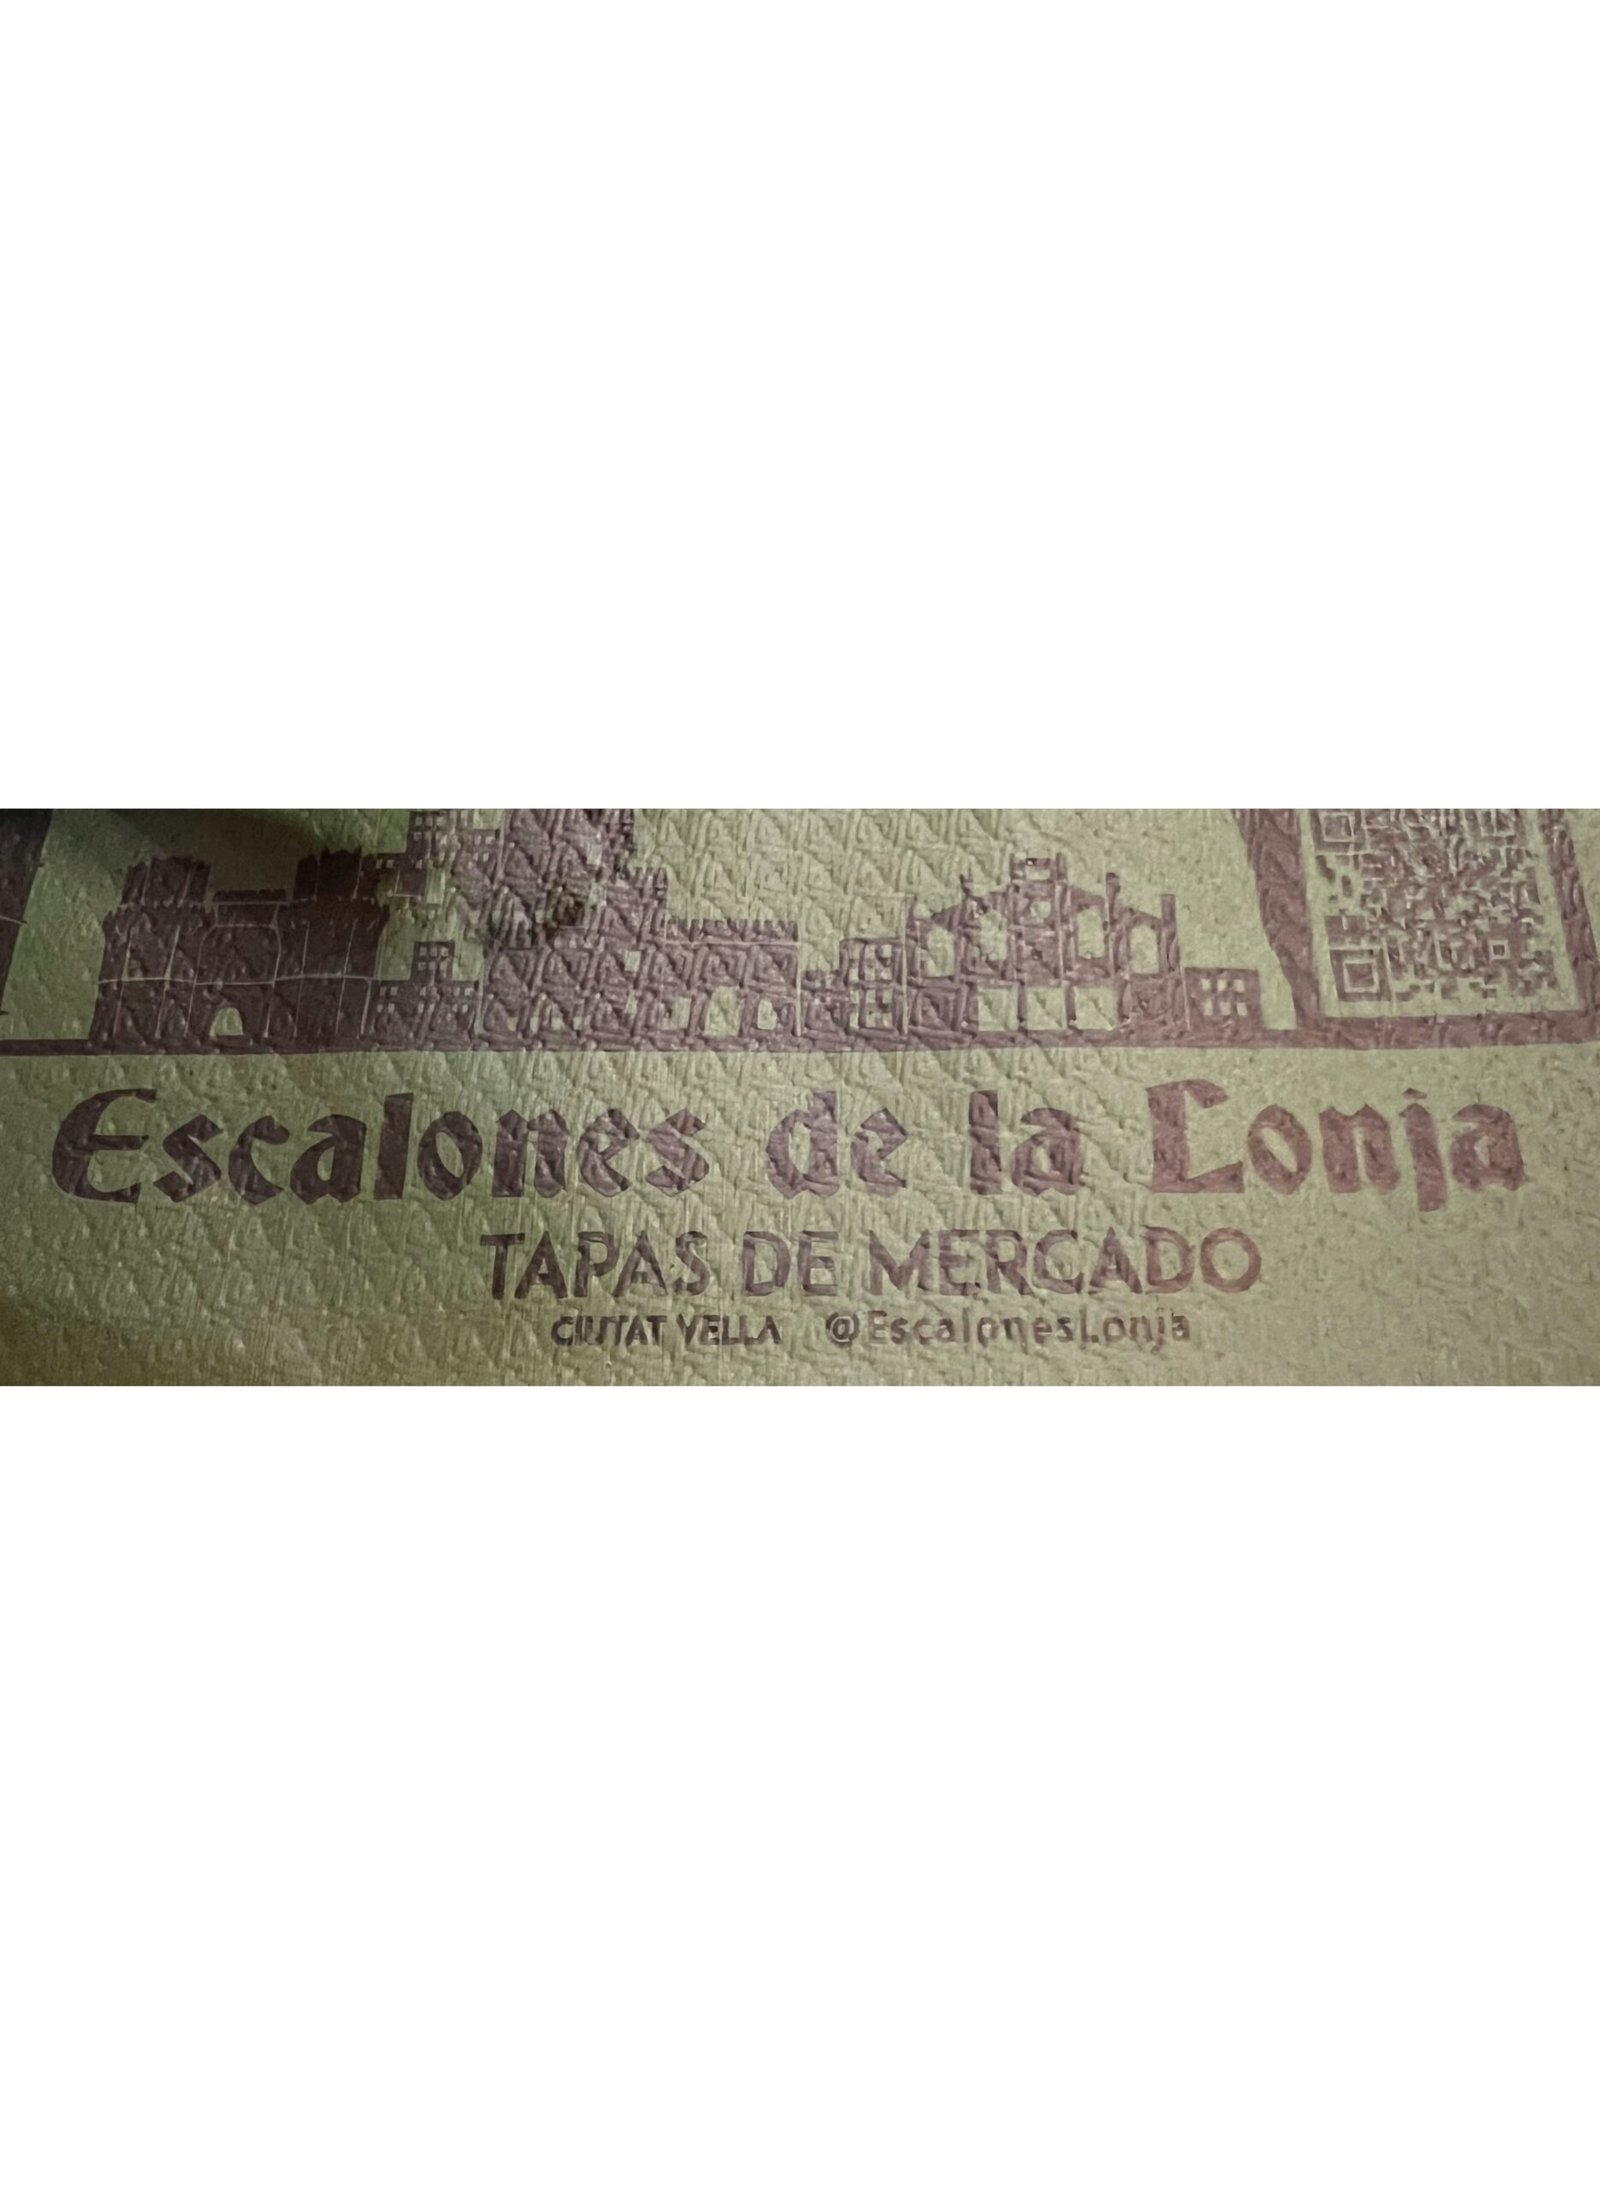 Escalones de la Lonja
TAPAS DE MERCADO
CIUTAT VELLA @EscalonesLonja